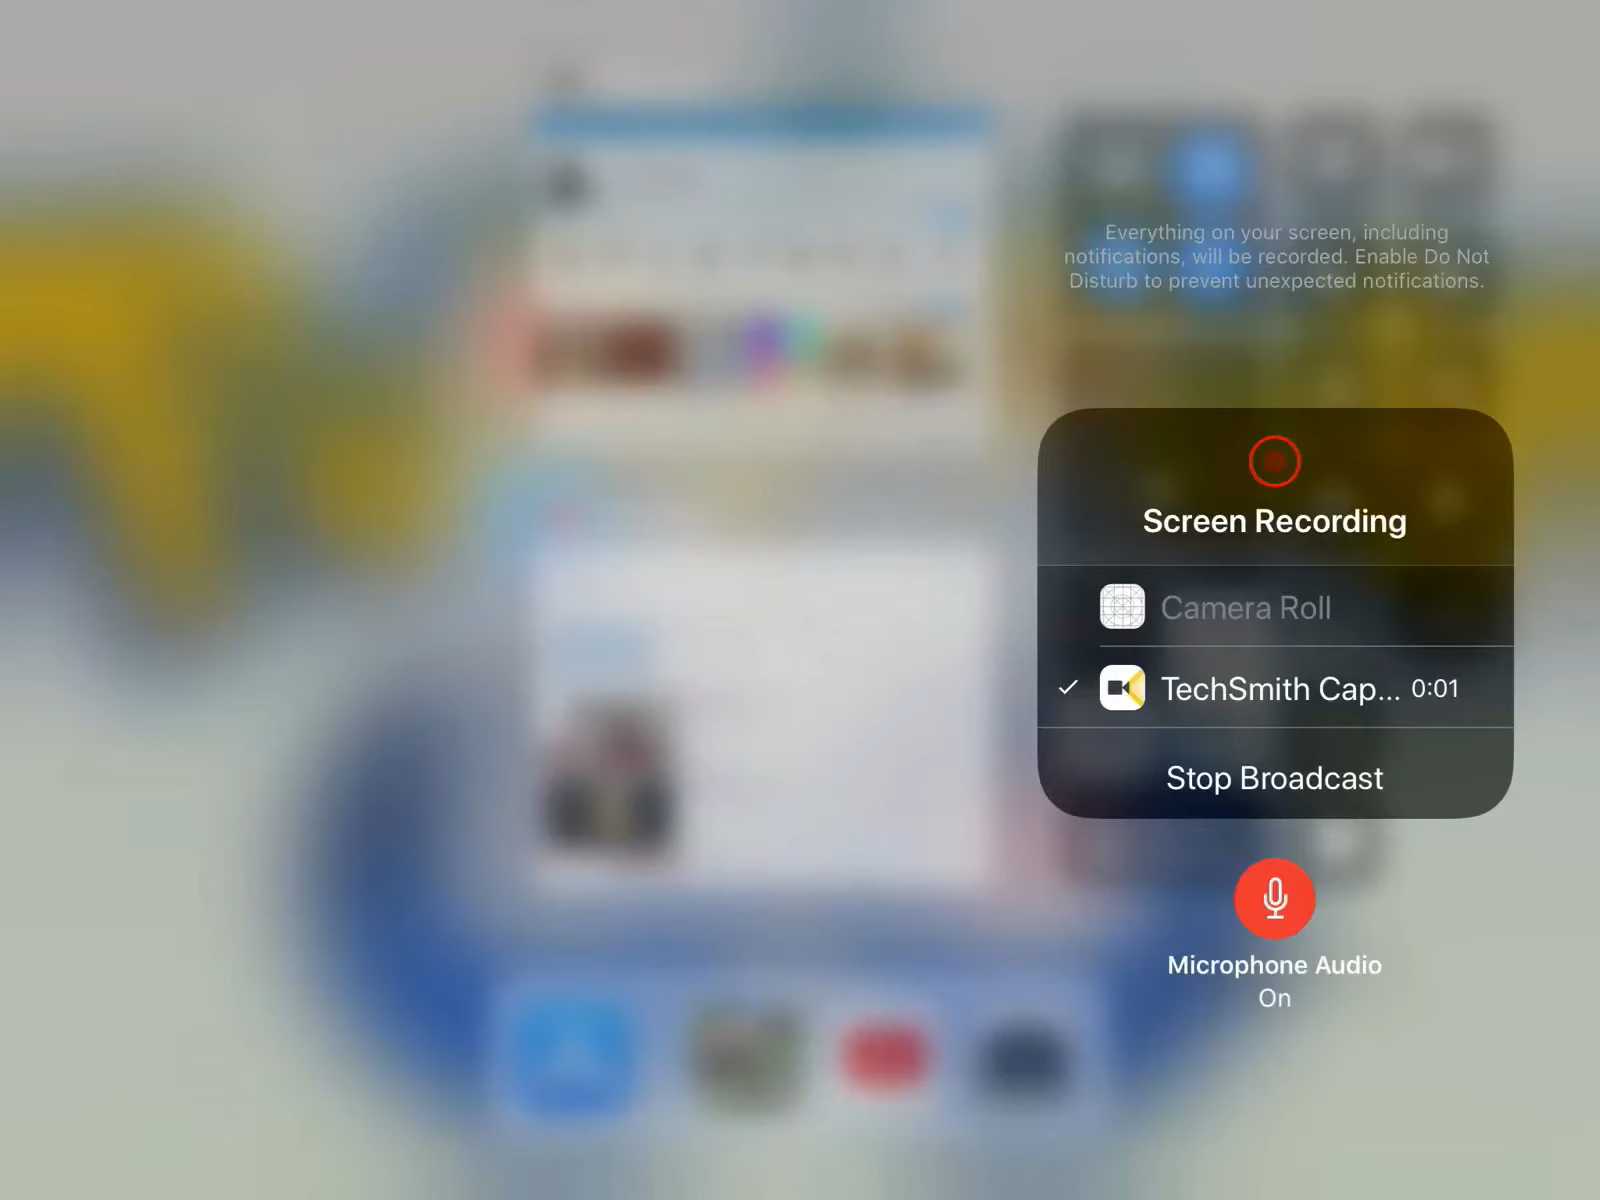 Everything on your screen, including
notifications, will be recorded. Enable Do Not
Disturb to prevent unexpected notifications.
Screen Recording
Camera Roll
TechSmith Cap... 0:01
Stop Broadcast
Microphone Audio
On